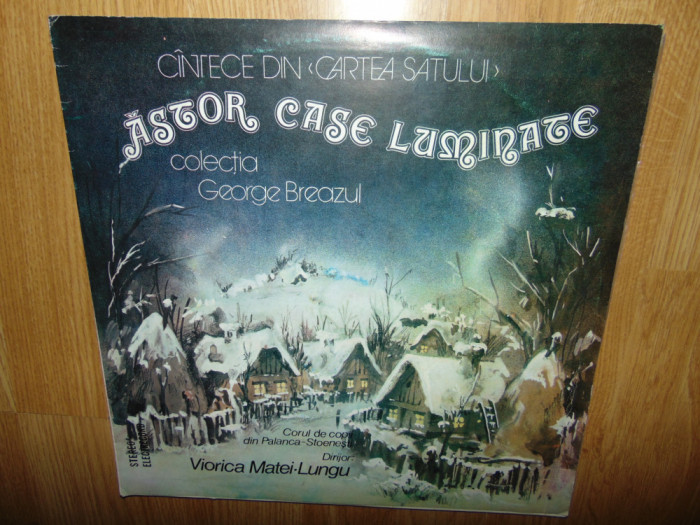 CÎNTECE DIN ‹CARTEA SATULUI›
ĂSTOR CASE LUMINATE
colecția
George Breazul
Corul de copii
din Palanca-Stoenești
Dirijor:
Viorica Matei-Lungu
STEREO